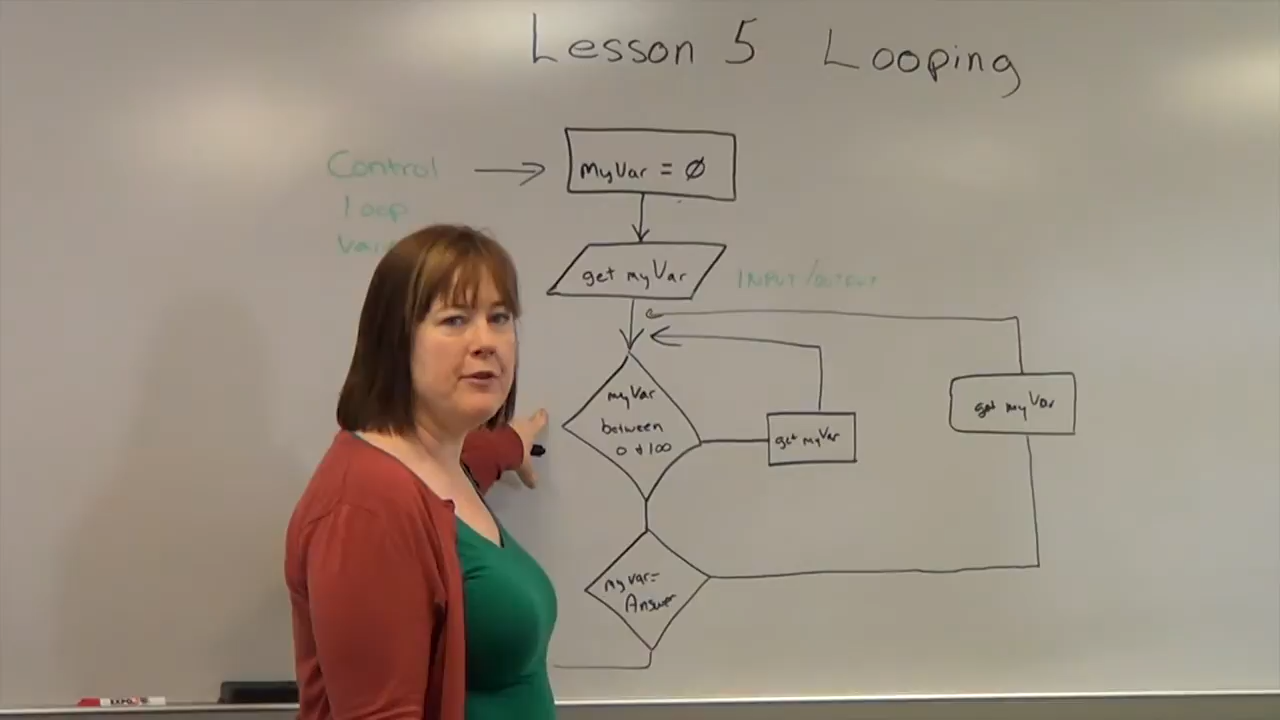 Lesson 5 Looping
Control
loop
myVar = Ø
get myVar
INPUT/OUTPUT
myVar
between
0 & 100
get myVar
get myVar
myvar=
Answer
EXPO